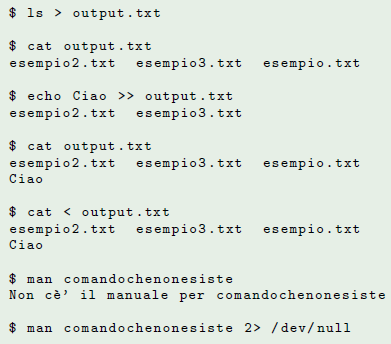 $ ls > output.txt
$ cat output.txt
esempio2.txt esempio3.txt esempio.txt
$ echo Ciao >> output.txt
esempio2.txt esempio3.txt
$ cat output.txt
esempio2.txt esempio3.txt esempio.txt
Ciao
$ cat < output.txt
esempio2.txt esempio3.txt esempio.txt
Ciao
$ man comandochenonesiste
Non cè' il manuale per comandochenonesiste
$ man comandochenonesiste 2> /dev/null